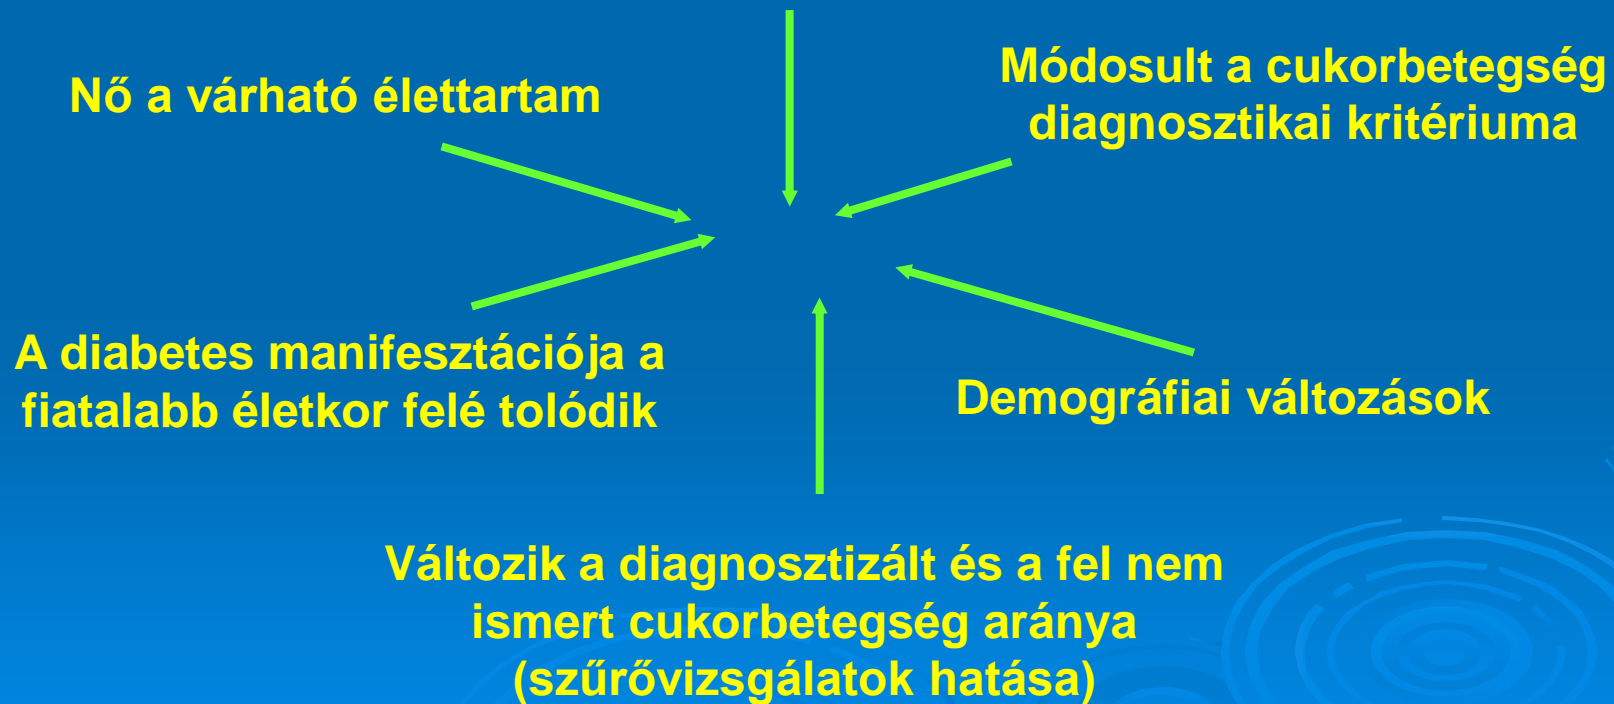 Nő a várható élettartam
Módosult a cukorbetegség
diagnosztikai kritériuma
A diabetes manifesztációja a
fiatalabb életkor felé tolódik
Demográfiai változások
Változik a diagnosztizált és a fel nem
ismert cukorbetegség aránya
(szűrővizsgálatok hatása)